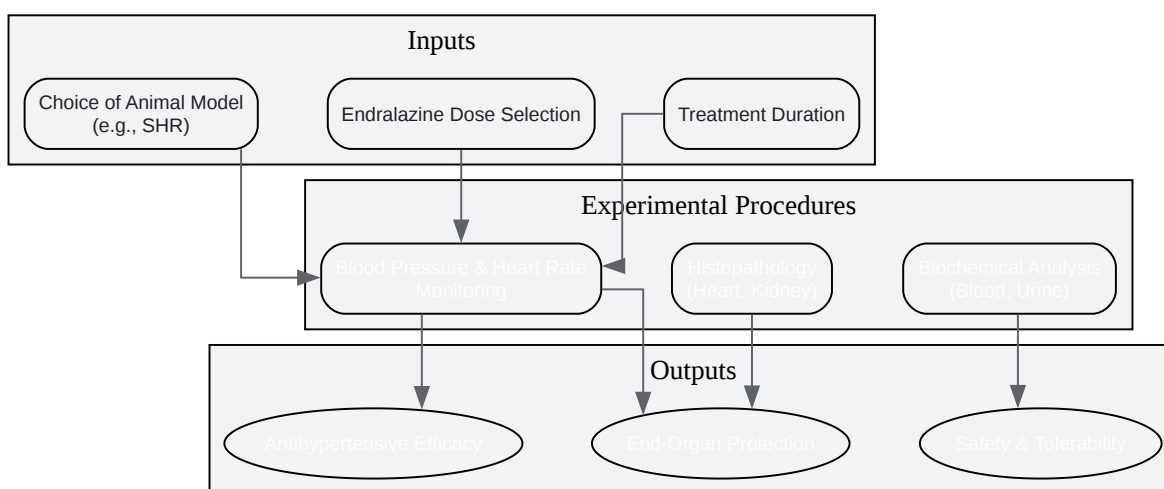 Inputs
Choice of Animal Model
(e.g., SHR)
Endralazine Dose Selection
Treatment Duration
Experimental Procedures
Blood Pressure & Heart Rate
Monitoring
Histopathology
(Heart, Kidney)
Biochemical Analysis
(Blood, Urine)
Outputs
Antihypertensive Efficacy
End-Organ Protection
Safety & Tolerability